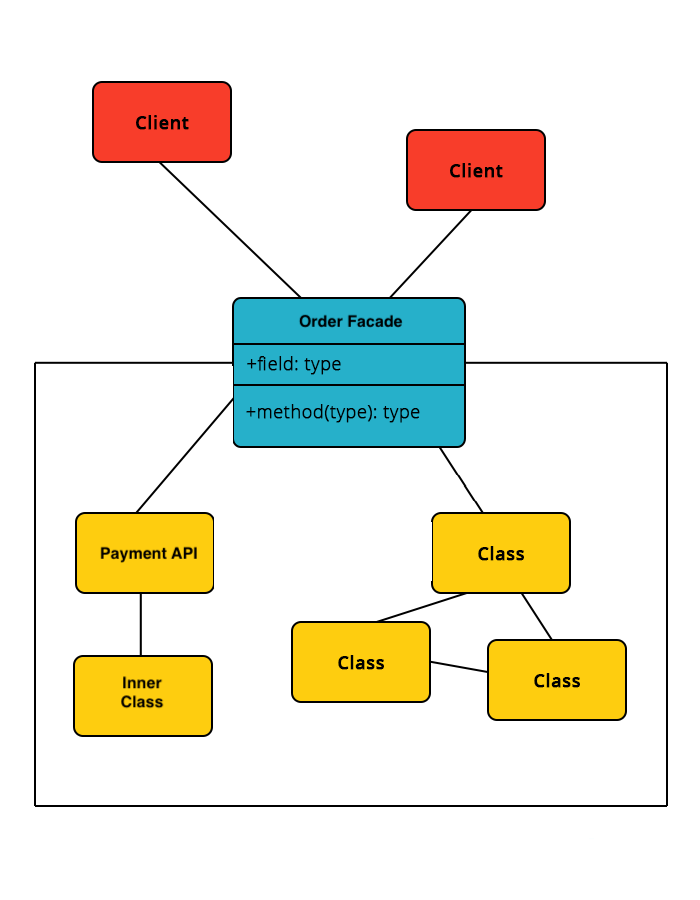 Client
Client
Order Facade
+field: type
+method(type): type
Payment API
Class
Inner
Class
Class
Class